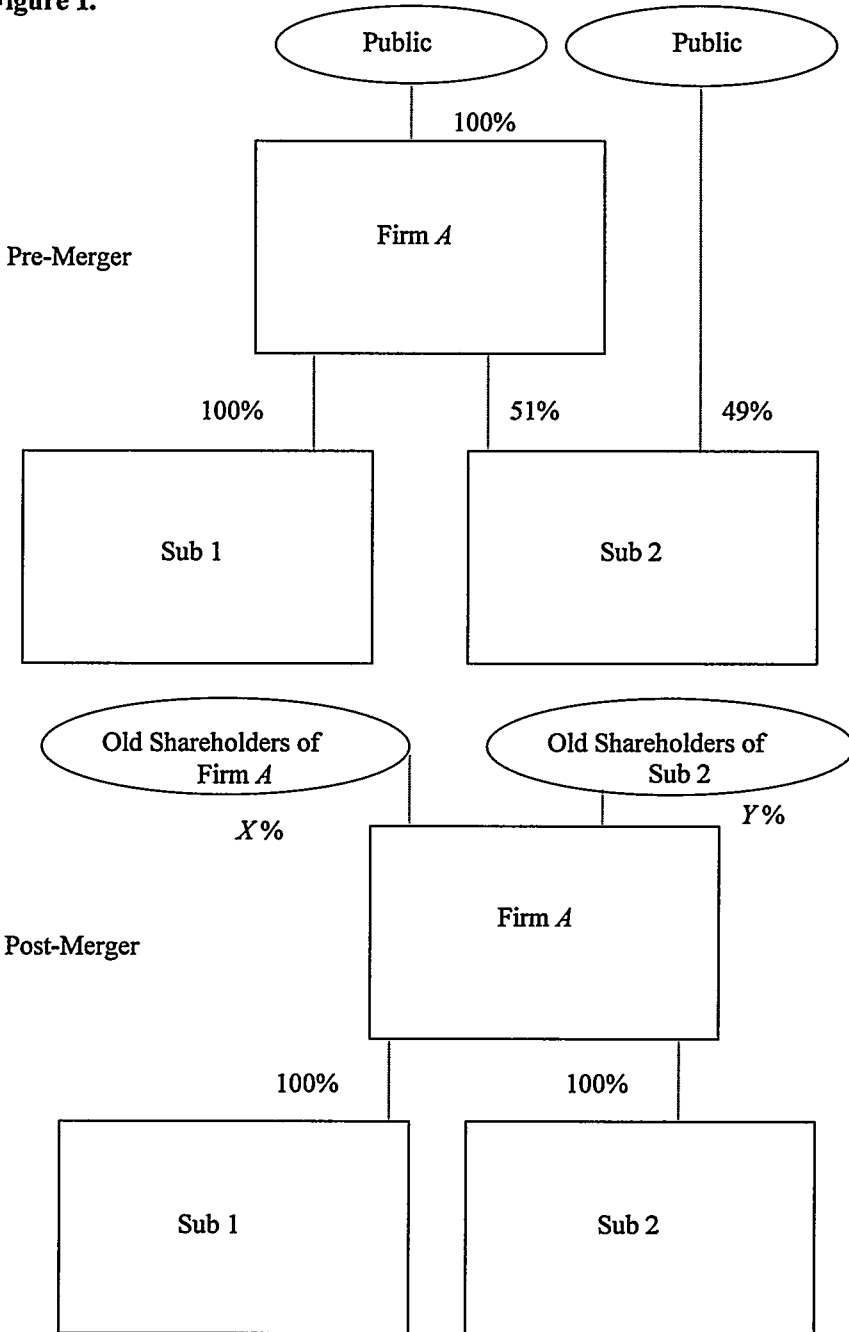 Figure 1.
Public
Public
100%
Firm A
Pre-Merger
100%
51%
49%
Sub 1
Sub 2
Old Shareholders of
Firm A
Old Shareholders of
Sub 2
X%
Y%
Firm A
Post-Merger
100%
100%
Sub 1
Sub 2